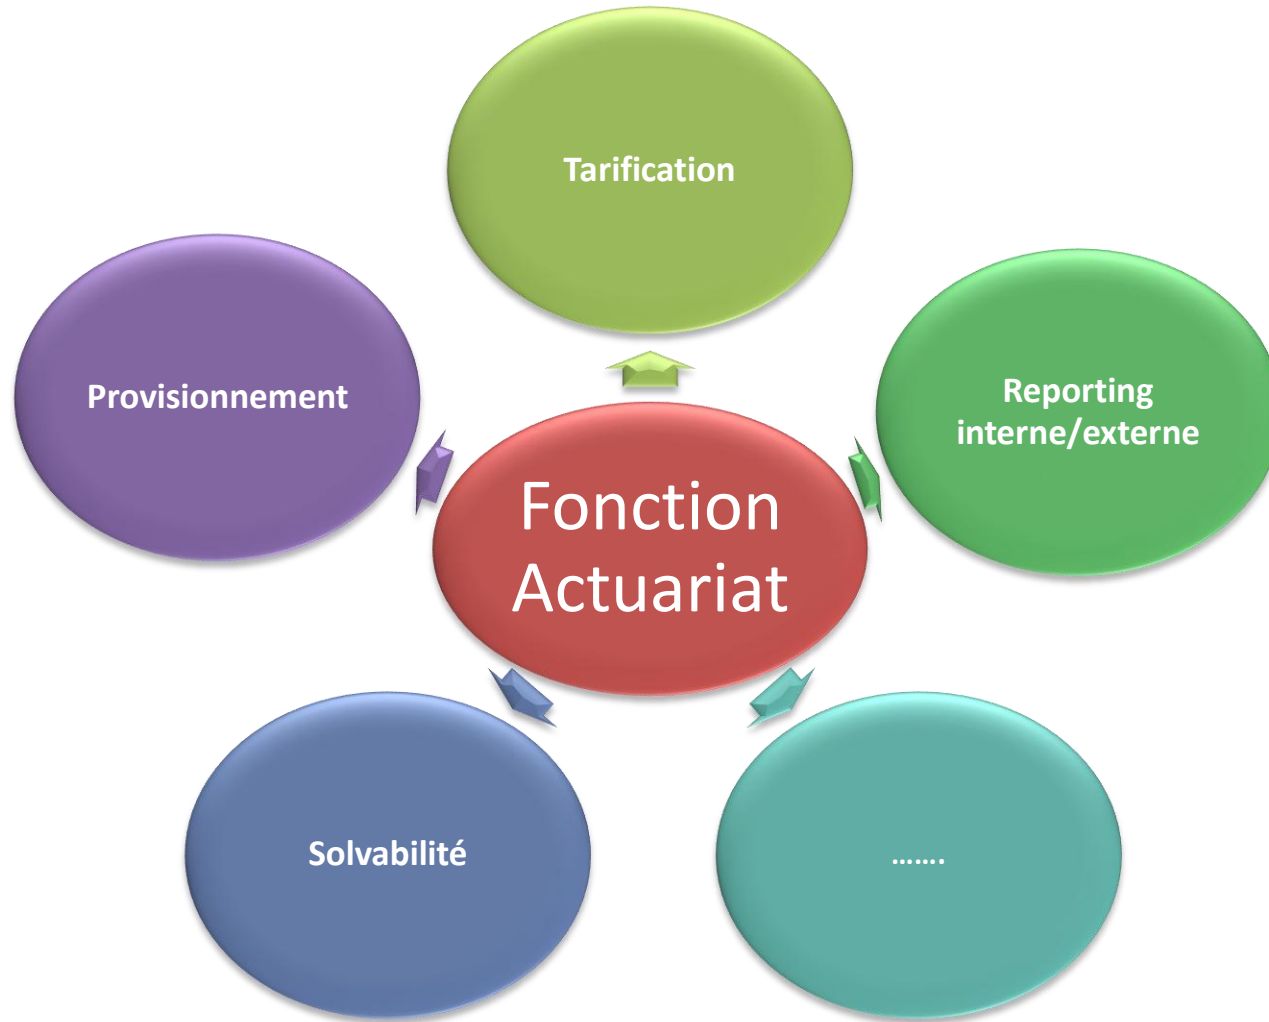 Tarification
Provisionnement
Reporting
interne/externe
Fonction
Actuariat
Solvabilité
.......